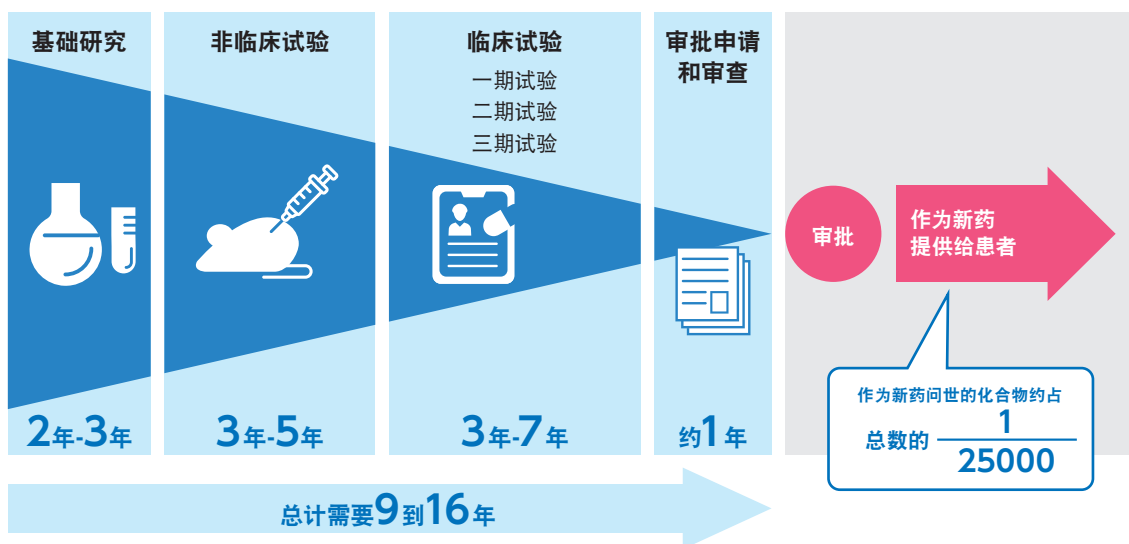 基础研究
非临床试验
临床试验
一期试验
二期试验
三期试验
审批申请
和审查
审批
作为新药
提供给患者
2年-3年
3年-5年
3年-7年
约1年
作为新药问世的化合物约占
总数的
1
25000
总计需要9到16年